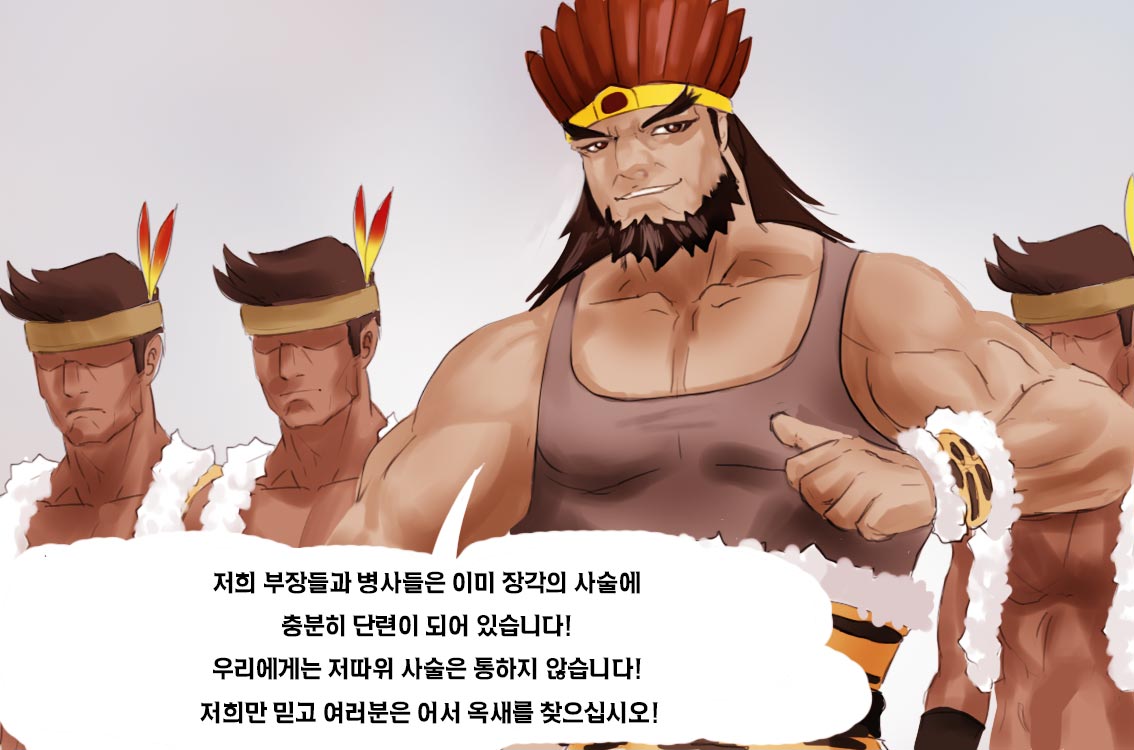 저희 부장들과 병사들은 이미 장각의 사술에
충분히 단련이 되어 있습니다!
우리에게는 저따위 사술은 통하지 않습니다!
저희만 믿고 여러분은 어서 옥새를 찾으십시오!